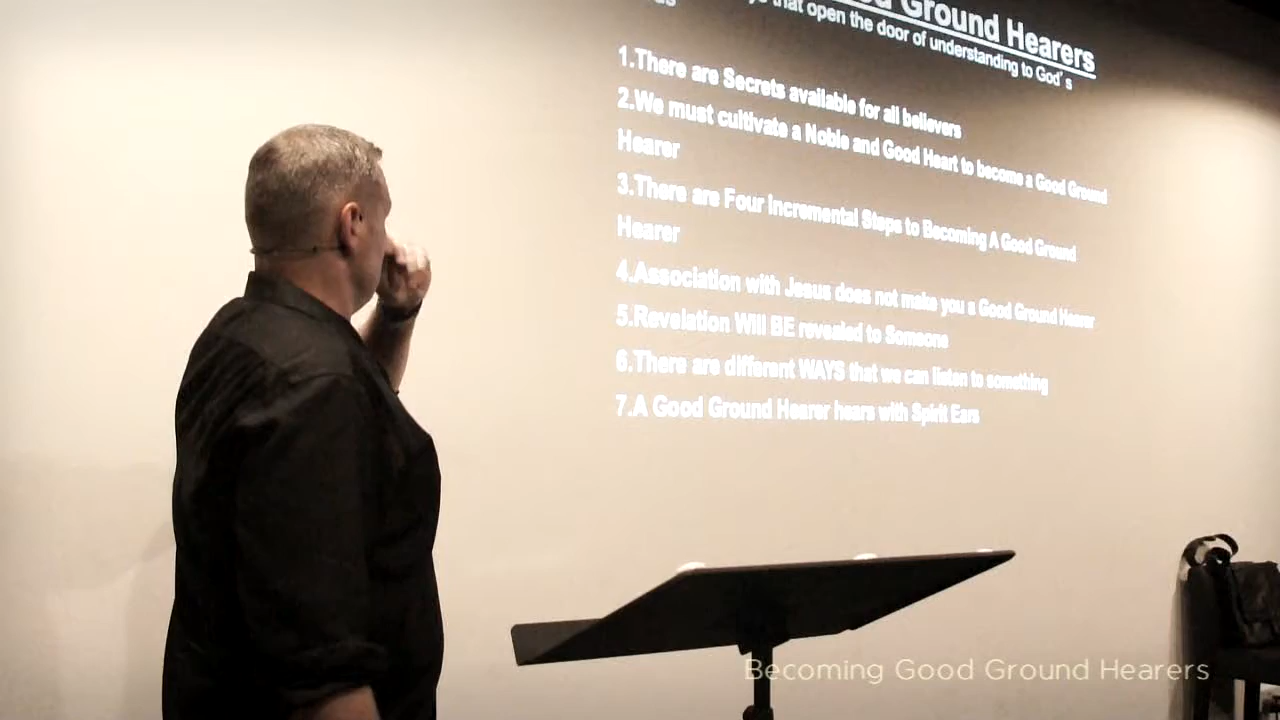 Ground Hearers
that open the door of understanding to God's
1.There are Secrets available for all believers
2.We must cultivate a Noble and Good Heart to become a Good Ground
Hearer
3.There are Four Incremental Steps to Becoming A Good Ground
Hearer
4.Association with Jesus does not make you a Good Ground Hearer
5.Revelation Will BE revealed to Someone
6.There are different WAYS that we can listen to something
7.A Good Ground Hearer hears with Spirit Ears
Becoming Good Ground Hearers